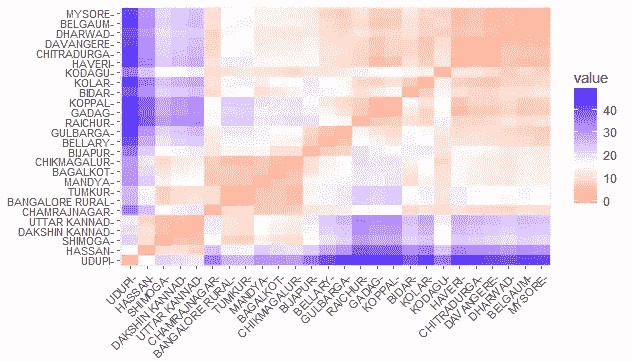 MYSORE-
BELGAUM-
DHARWAD-
DAVANGERE-
CHITRADURGA-
HAVERI-
KODAGU-
KOLAR-
BIDAR-
KOPPAL-
GADAG-
RAICHUR-
GULBARGA-
BELLARY-
BIJAPUR-
CHIKMAGALUR-
BAGALKOT-
MANDYA-
TUMKUR-
BANGALORE RURAL-
CHAMRAJNAGAR-
UTTAR KANNAD-
DAKSHIN KANNAD-
SHIMOGA-
HASSAN-
UDUPI-
UDUPI-
HASSAN-
SHIMOGA-
DAKSHIN KANNAD-
UTTAR KANNAD-
CHAMRAJNAGAR-
BANGALORE RURAL-
TUMKUR-
MANDYA-
BAGALKOT-
CHIKMAGALUR-
BIJAPUR-
BELLARY-
GULBARGA-
RAICHUR-
GADAG-
KOPPAL-
BIDAR-
KOLAR-
KODAGU-
HAVERI-
CHITRADURGA-
DAVANGERE-
DHARWAD-
BELGAUM-
MYSORE-
value
40
30
20
10
0